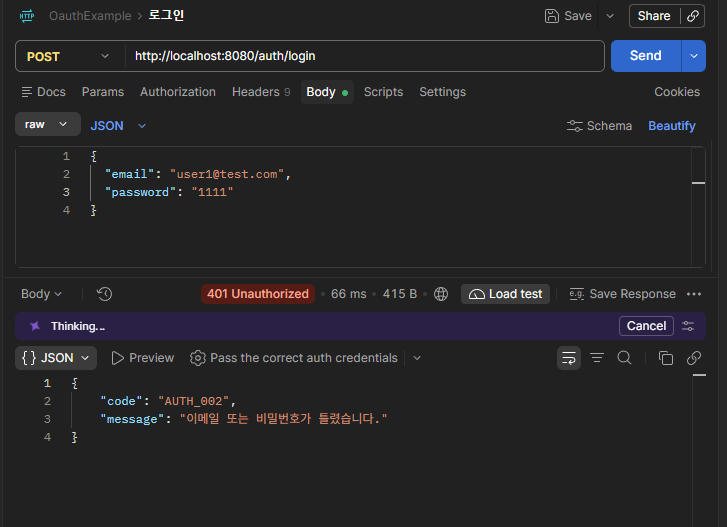 HTTP OauthExample > 로그인 Save Share
POST http://localhost:8080/auth/login Send
Docs Params Authorization Headers 9 Body Scripts Settings Cookies
raw JSON Schema Beautify
1 {
2 "email": "user1@test.com",
3 "password": "1111"
4 }
Body 401 Unauthorized • 66 ms • 415 B • Load test e.g. Save Response
Thinking... Cancel
{ } JSON Preview Pass the correct auth credentials
1 {
2 "code": "AUTH_002",
3 "message": "이메일 또는 비밀번호가 틀렸습니다."
4 }